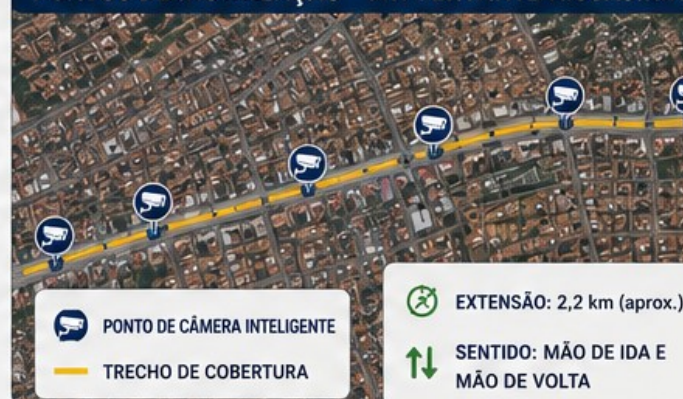 PONTO DE CÂMERA INTELIGENTE
TRECHO DE COBERTURA
EXTENSÃO: 2,2 km (aprox.)
SENTIDO: MÃO DE IDA E
MÃO DE VOLTA